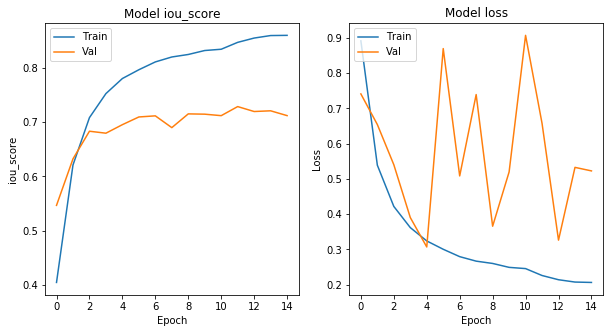 Model iou_score
Train
Val
iou_score
0.8
0.7
0.6
0.5
0.4
0 2 4 6 8 10 12 14
Epoch
Model loss
Train
Val
Loss
0.9
0.8
0.7
0.6
0.5
0.4
0.3
0.2
0 2 4 6 8 10 12 14
Epoch